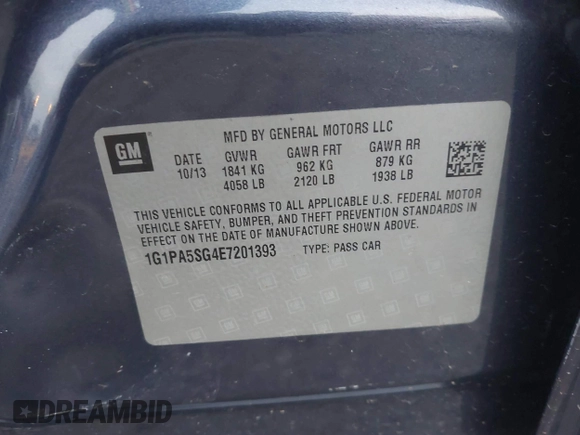 MFD BY GENERAL MOTORS LLC
GM
DATE GVWR GAWR FRT GAWR RR
10/13 1841 KG 962 KG 879 KG
4058 LB 2120 LB 1938 LB
THIS VEHICLE CONFORMS TO ALL APPLICABLE U.S. FEDERAL MOTOR
VEHICLE SAFETY, BUMPER, AND THEFT PREVENTION STANDARDS IN
EFFECT ON THE DATE OF MANUFACTURE SHOWN ABOVE.
1G1PA5SG4E7201393 TYPE: PASS CAR
DREAMBID